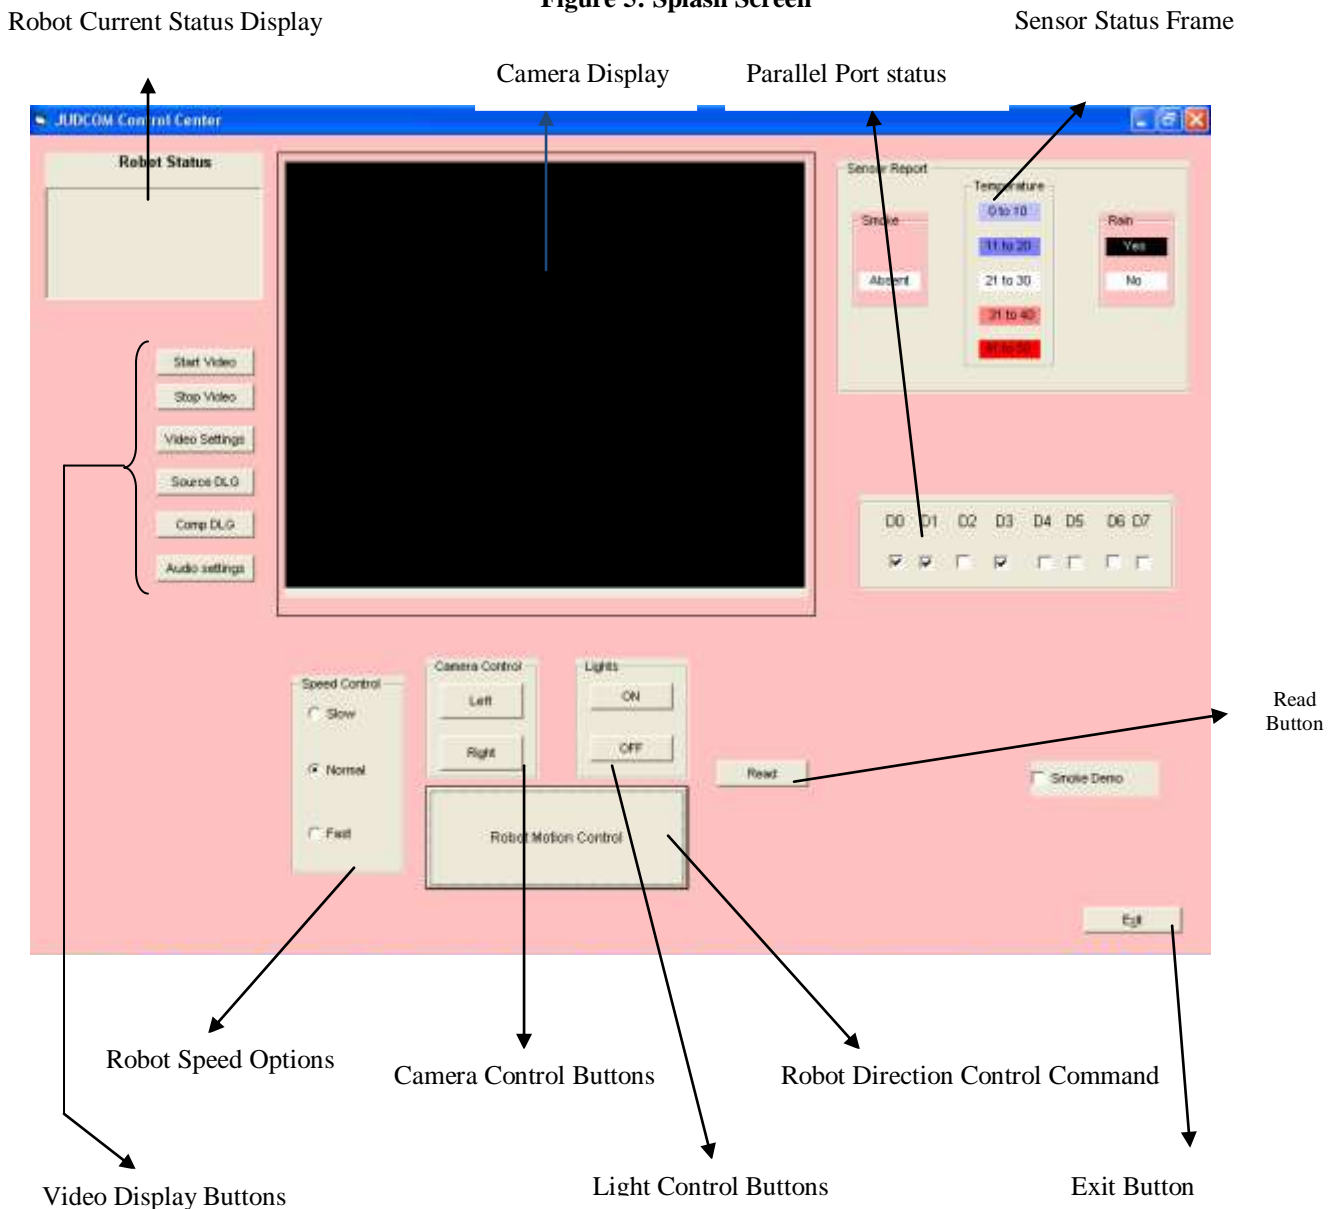 Figure 5: Splash Screen
Robot Current Status Display
Sensor Status Frame
Camera Display
Parallel Port status
JUDCOM Control Center
Robot Status
Sensor Report
Temperature
0 to 10
Smoke
Rain
11 to 20
Yes
Absent
21 to 30
No
31 to 40
Start Video
Stop Video
Video Settings
Source DLG
Comp DLG
Audio settings
D0 D1 D2 D3 D4 D5 D6 D7
Camera Control
Lights
Speed Control
Left
ON
Slow
Right
OFF
Normal
Read
Smoke Demo
Fast
Robot Motion Control
Exit
Read
Button
Robot Speed Options
Camera Control Buttons
Robot Direction Control Command
Video Display Buttons
Light Control Buttons
Exit Button